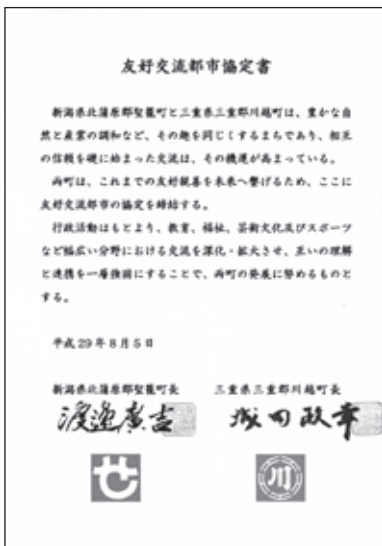 友好交流都市協定書
新潟県北蒲原郡聖籠町と三重県三重郡川越町は、豊かな自
然と産業の調和など、その趣を同じくするまちであり、相互
の信頼を礎に始まった交流は、その機運が高まっている。
両町は、これまでの友好親善を未来へ繋げるため、ここに
友好交流都市の協定を締結する。
行政活動はもとより、教育、福祉、芸術文化及びスポーツ
など幅広い分野における交流を深化・拡大させ、互いの理解
と連携を一層強固にすることで、両町の発展に努めるものと
する。
平成29年8月5日
新潟県北蒲原郡聖籠町長 三重県三重郡川越町長
渡邊廣吉 城田政幸
川